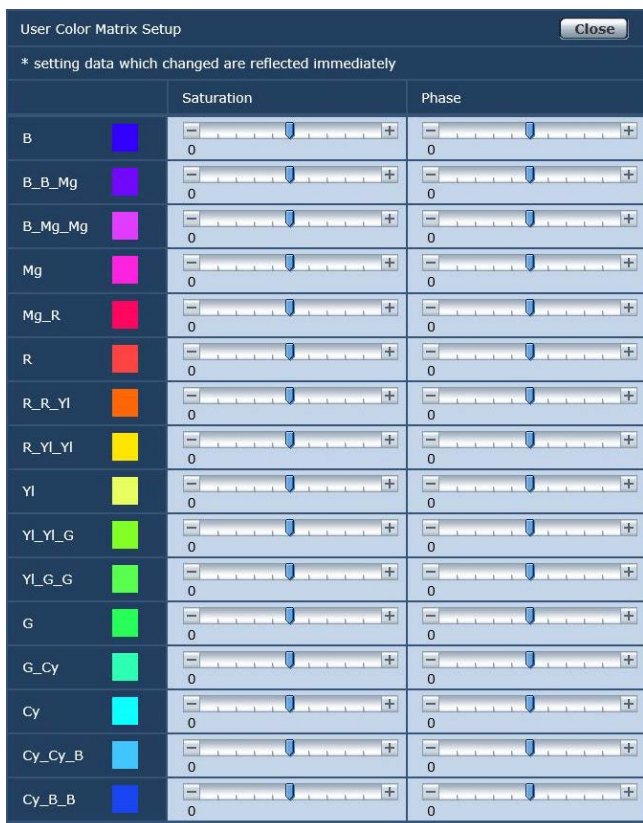 User Color Matrix Setup Close
* setting data which changed are reflected immediately
Saturation Phase
B 0 0
B_B_Mg 0 0
B_Mg_Mg 0 0
Mg 0 0
Mg_R 0 0
R 0 0
R_R_Yl 0 0
R_Yl_Yl 0 0
Yl 0 0
Yl_Yl_G 0 0
Yl_G_G 0 0
G 0 0
G_Cy 0 0
Cy 0 0
Cy_Cy_B 0 0
Cy_B_B 0 0